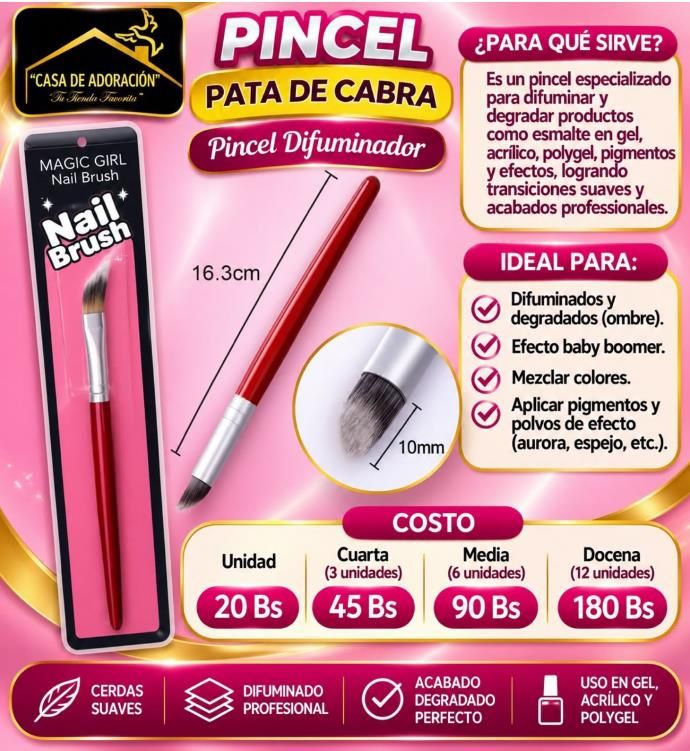 "CASA DE ADORACIÓN"
"Tu Tienda Favorita"
PINCEL
PATA DE CABRA
Pincel Difuminador
MAGIC GIRL
Nail Brush
Nail
Brush
16.3cm
10mm
¿PARA QUÉ SIRVE?
Es un pincel especializado
para difuminar y
degradar productos
como esmalte en gel,
acrílico, polygel, pigmentos
y efectos, logrando
transiciones suaves y
acabados professionales.
IDEAL PARA:
Difuminados y
degradados (ombre).
Efecto baby boomer.
Mezclar colores.
Aplicar pigmentos y
polvos de efecto
(aurora, espejo, etc.).
COSTO
Unidad
20 Bs
Cuarta
(3 unidades)
45 Bs
Media
(6 unidades)
90 Bs
Docena
(12 unidades)
180 Bs
CERDAS
SUAVES
DIFUMINADO
PROFESIONAL
ACABADO
DEGRADADO
PERFECTO
USO EN GEL,
ACRÍLICO Y
POLYGEL